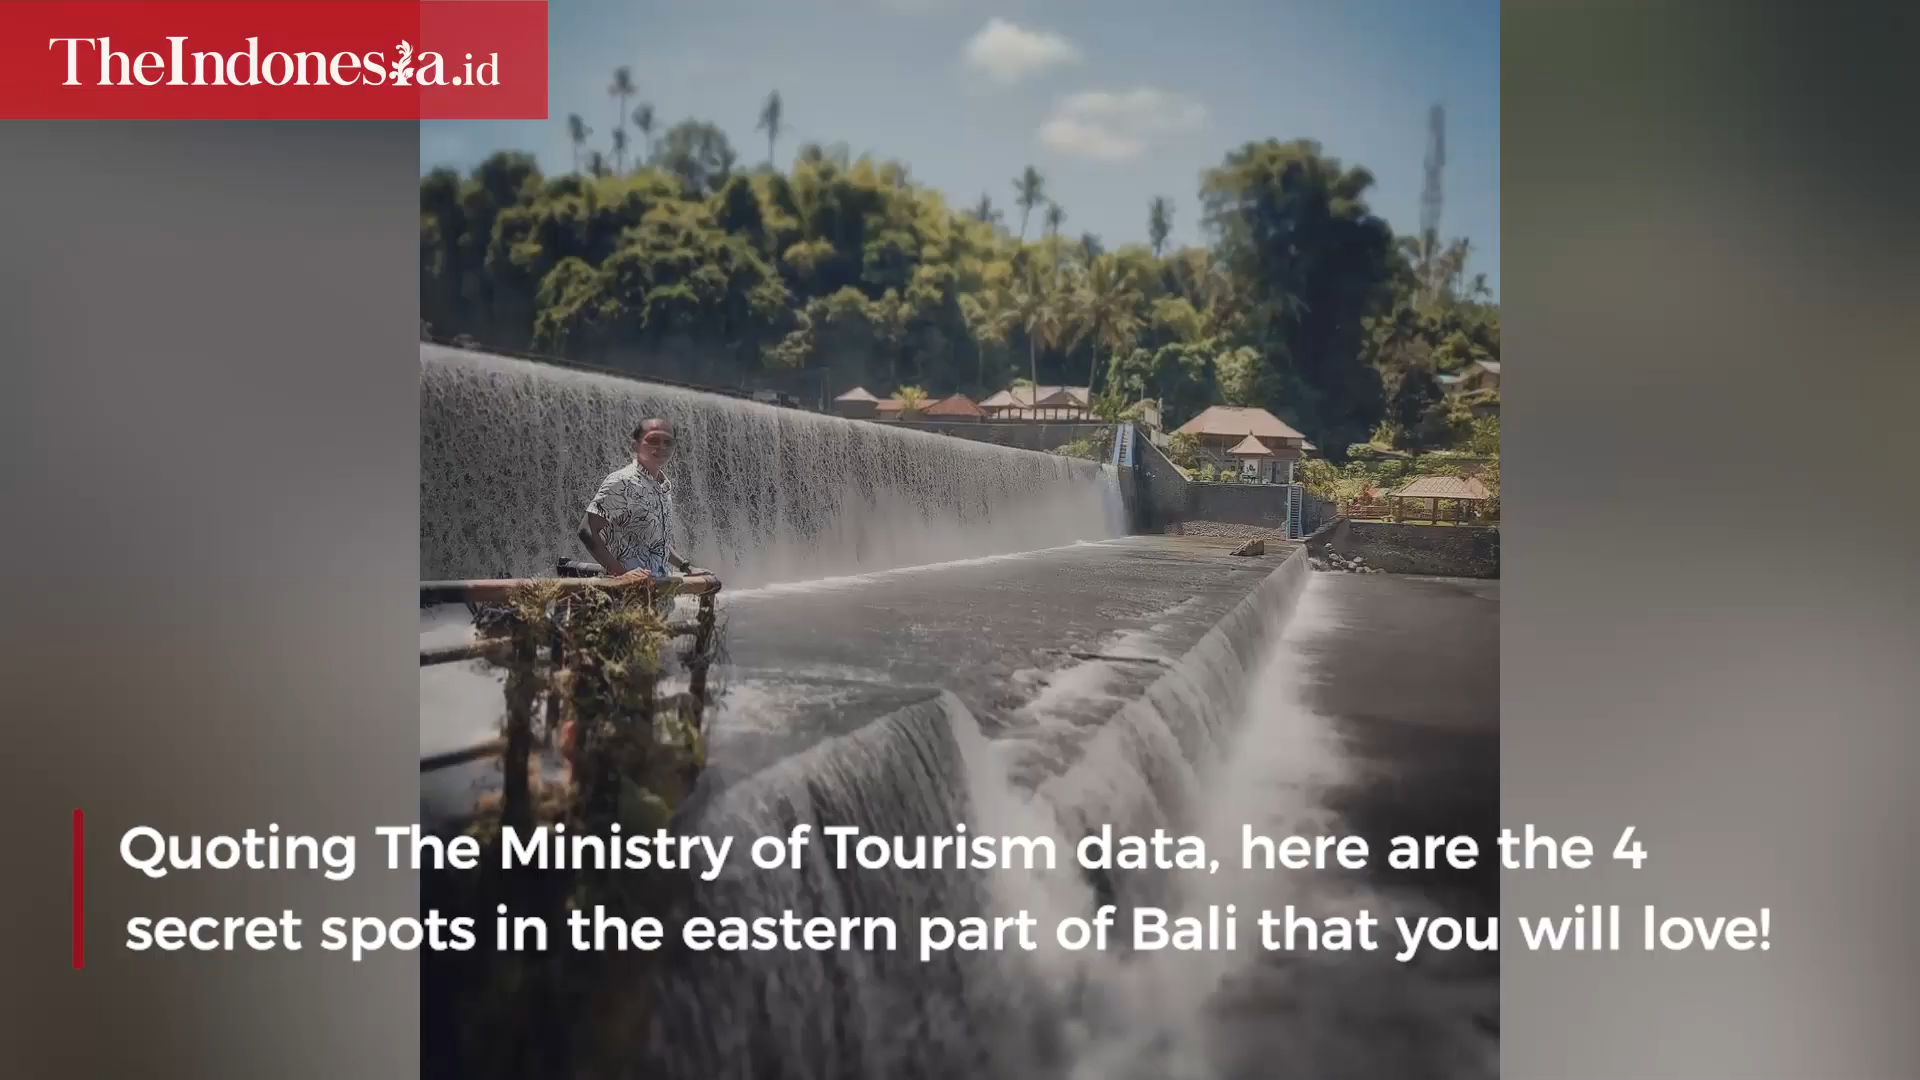 TheIndonesia.id
Quoting The Ministry of Tourism data, here are the 4
secret spots in the eastern part of Bali that you will love!